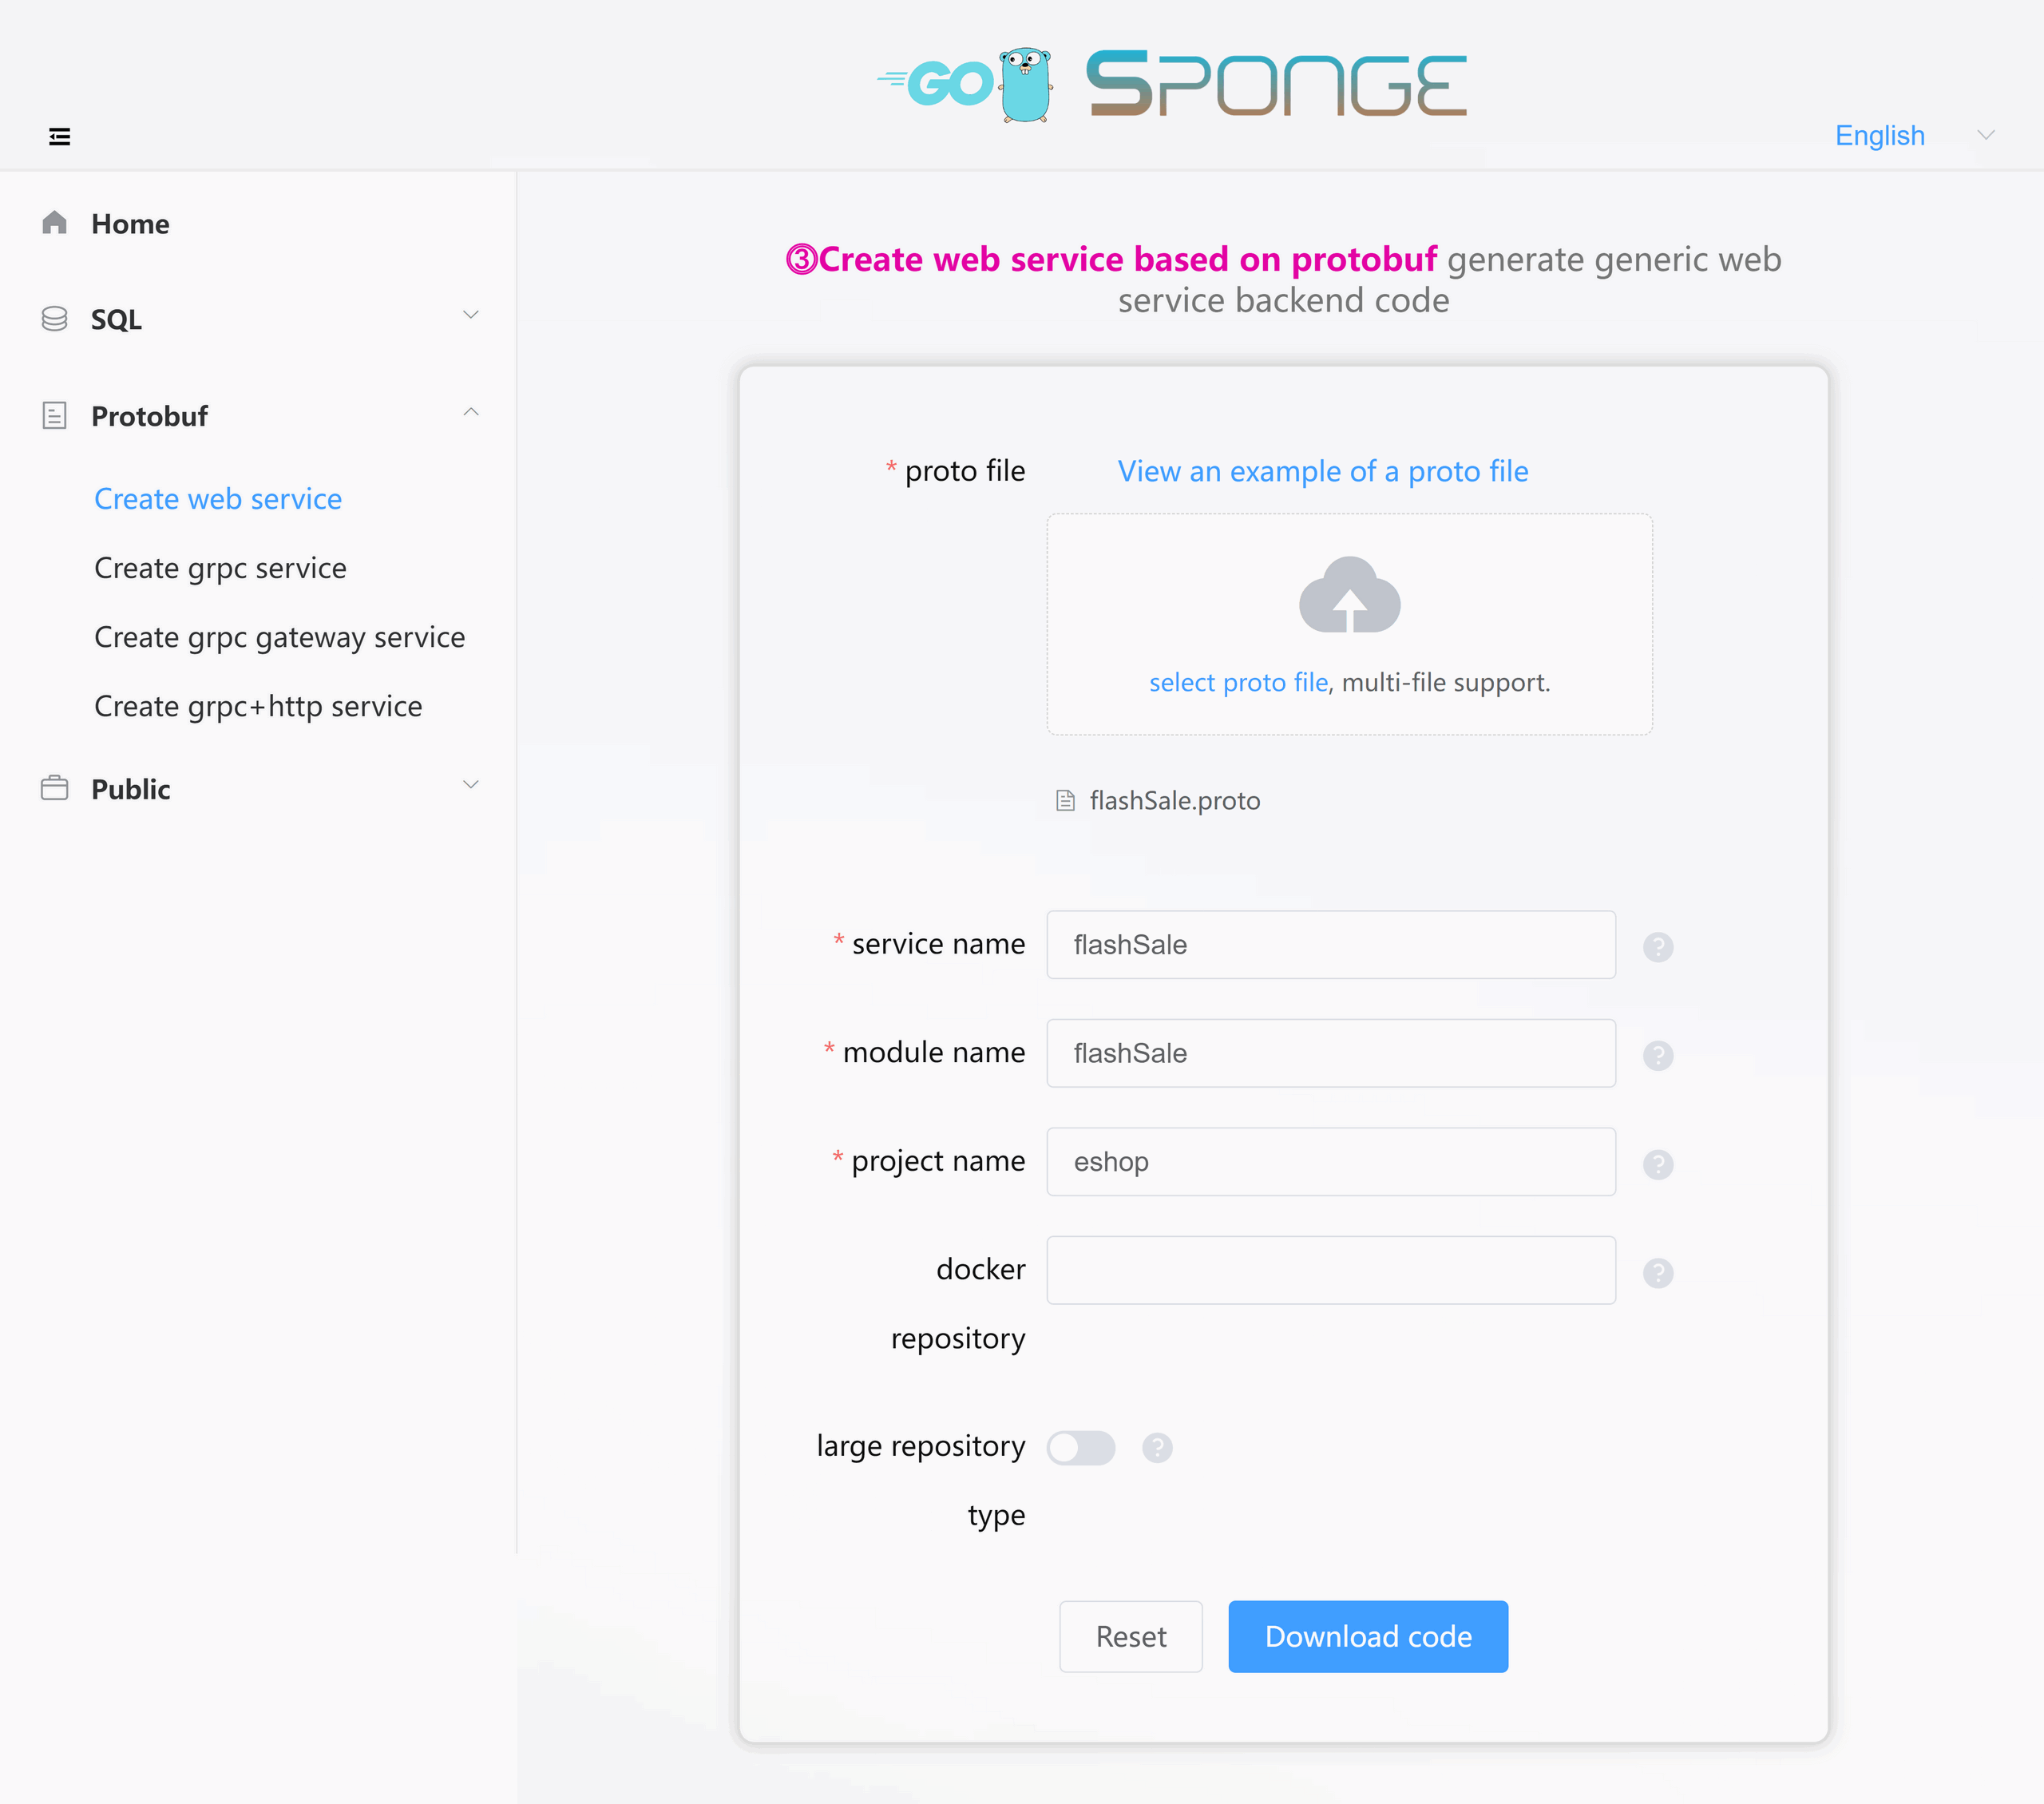 GO SPONGE
English
Home
SQL
Protobuf
Create web service
Create grpc service
Create grpc gateway service
Create grpc+http service
Public
③Create web service based on protobuf generate generic web
service backend code
* proto file
View an example of a proto file
select proto file, multi-file support.
flashSale.proto
* service name
flashSale
?
* module name
flashSale
?
* project name
eshop
?
docker
repository
?
large repository
type
?
Reset
Download code